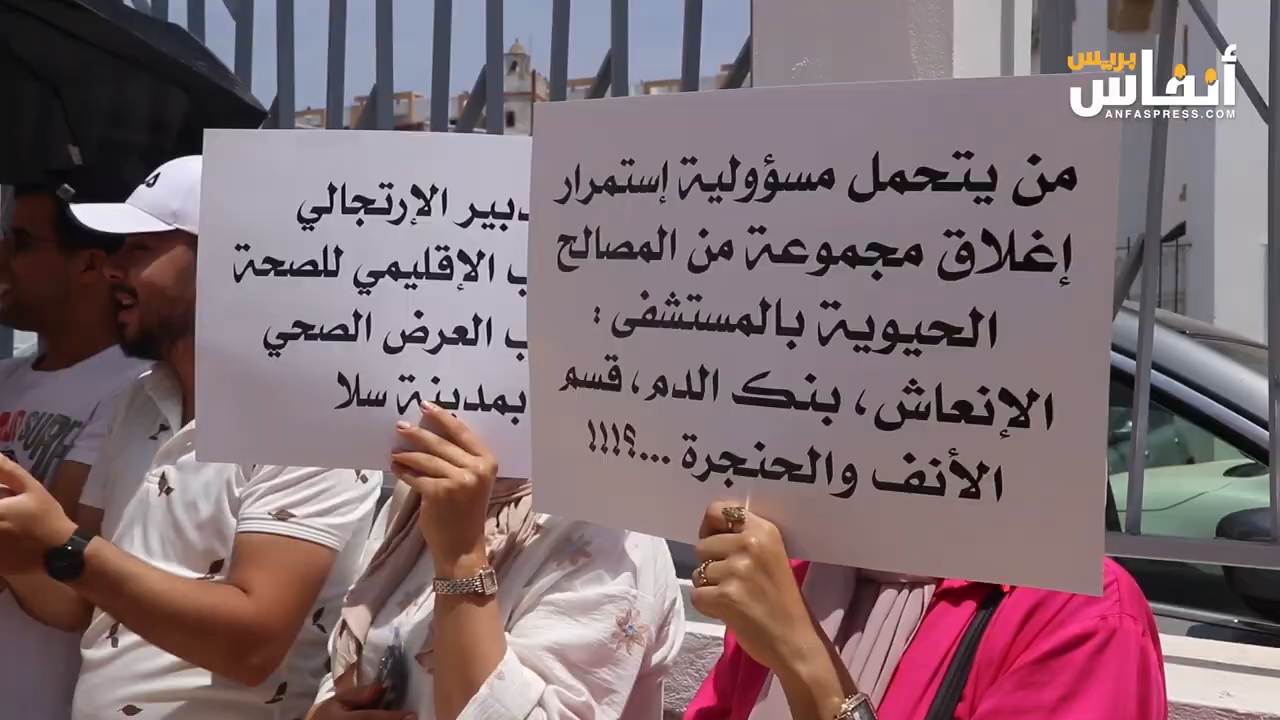 بريس
أنفاس
ANFASPRESS.COM
من يتحمل مسؤولية إستمرار
إغلاق مجموعة من المصالح
الحيوية بالمستشفى :
الإنعاش، بنك الدم، قسم
الأنف والحنجرة ...؟!!!
الإرتجالي
الإقليمي للصحة
العرض الصحي
بمدينة سلا
SURF